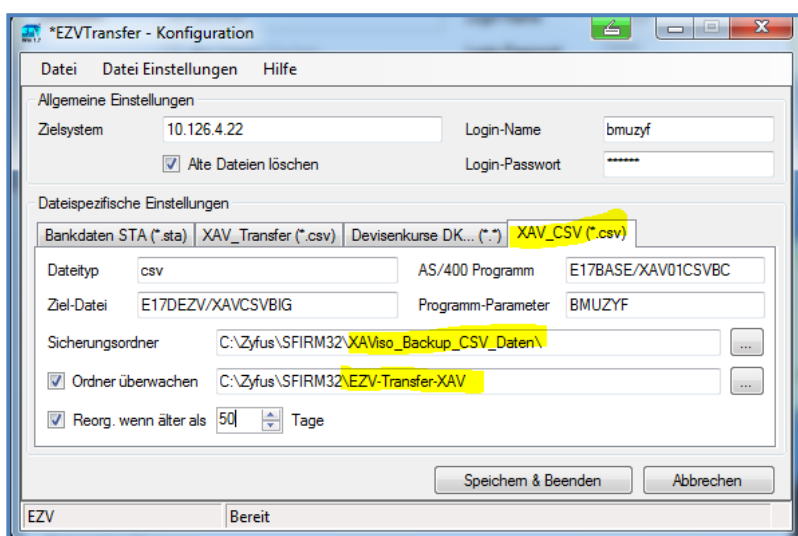 *EZVTransfer - Konfiguration
Datei Datei Einstellungen Hilfe
Allgemeine Einstellungen
Zielsystem 10.126.4.22 Login-Name bmuzyf
Alte Dateien löschen Login-Passwort ******
Dateispezifische Einstellungen
Bankdaten STA (*.sta) XAV_Transfer (*.csv) Devisenkurse DK... (*.*) XAV_CSV (*.csv)
Dateityp csv AS/400 Programm E17BASE/XAV01CSVBC
Ziel-Datei E17DEZV/XAVCSVBIG Programm-Parameter BMUZYF
Sicherungsordner C:\Zyfus\SFIRM32\XAViso_Backup_CSV_Daten\ ...
Ordner überwachen C:\Zyfus\SFIRM32\EZV-Transfer-XAV ...
Reorg. wenn älter als 50 Tage
Speichern & Beenden Abbrechen
EZV Bereit